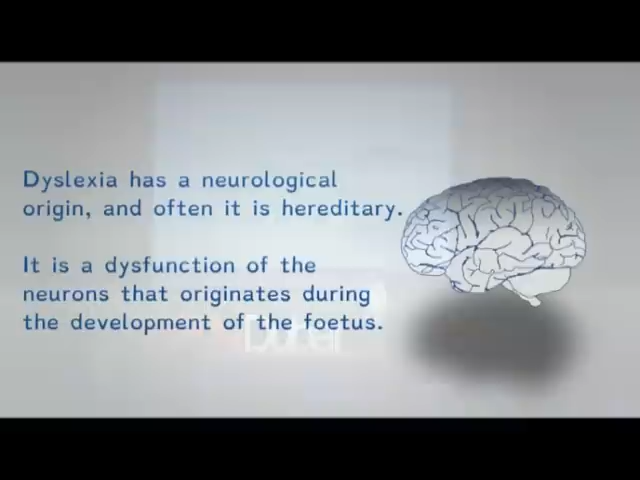 Dyslexia has a neurological
origin, and often it is hereditary.
It is a dysfunction of the
neurons that originates during
the development of the foetus.